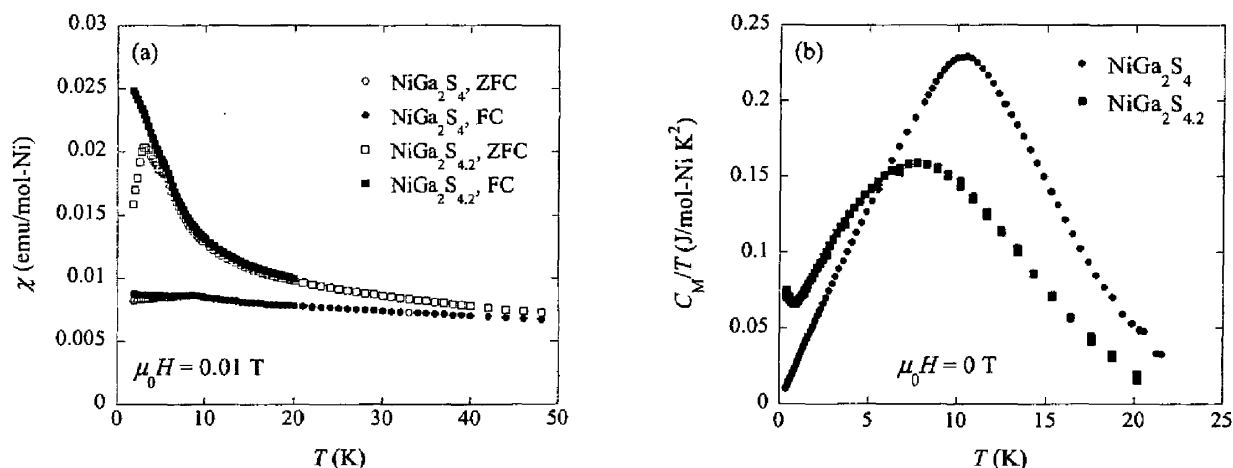 0.03
0.025
0.02
0.015
0.01
0.005
0
χ (emu/mol-Ni)
(a)
NiGa₂S₄, ZFC
NiGa₂S₄, FC
NiGa₂S₄.₂, ZFC
NiGa₂S₄.₂, FC
μ₀H = 0.01 T
0 10 20 30 40 50
T (K)
0.25
0.2
0.15
0.1
0.05
0
C_M/T (J/mol-Ni K²)
(b)
NiGa₂S₄
NiGa₂S₄.₂
μ₀H = 0 T
0 5 10 15 20 25
T (K)